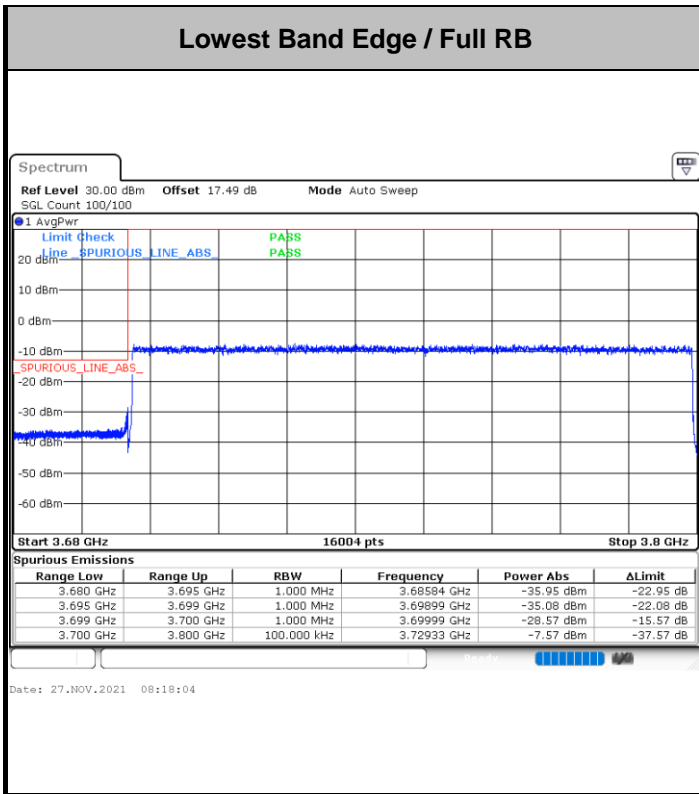 Lowest Band Edge / Full RB
Spectrum
Ref Level 30.00 dBm Offset 17.49 dB Mode Auto Sweep
SGL Count 100/100
1 AvgPwr
Limit Check PASS
Line _SPURIOUS_LINE_ABS_ PASS
20 dBm
10 dBm
0 dBm
-10 dBm
_SPURIOUS_LINE_ABS_
-20 dBm
-30 dBm
-40 dBm
-50 dBm
-60 dBm
Start 3.68 GHz 16004 pts Stop 3.8 GHz
Spurious Emissions
Range Low Range Up RBW Frequency Power Abs ΔLimit
3.680 GHz 3.695 GHz 1.000 MHz 3.68584 GHz -35.95 dBm -22.95 dB
3.695 GHz 3.699 GHz 1.000 MHz 3.69899 GHz -35.08 dBm -22.08 dB
3.699 GHz 3.700 GHz 1.000 MHz 3.69999 GHz -28.57 dBm -15.57 dB
3.700 GHz 3.800 GHz 100.000 kHz 3.72933 GHz -7.57 dBm -37.57 dB
Ready
Date: 27.NOV.2021 08:18:04